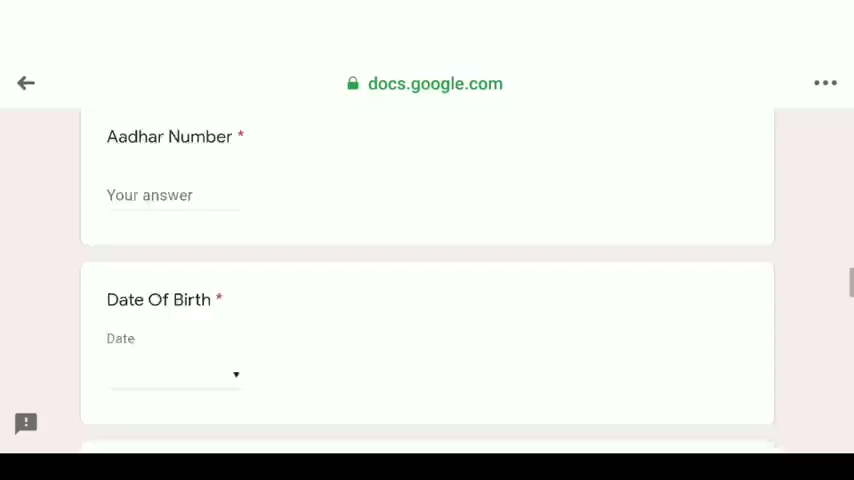 docs.google.com
Aadhar Number *
Your answer
Date Of Birth *
Date